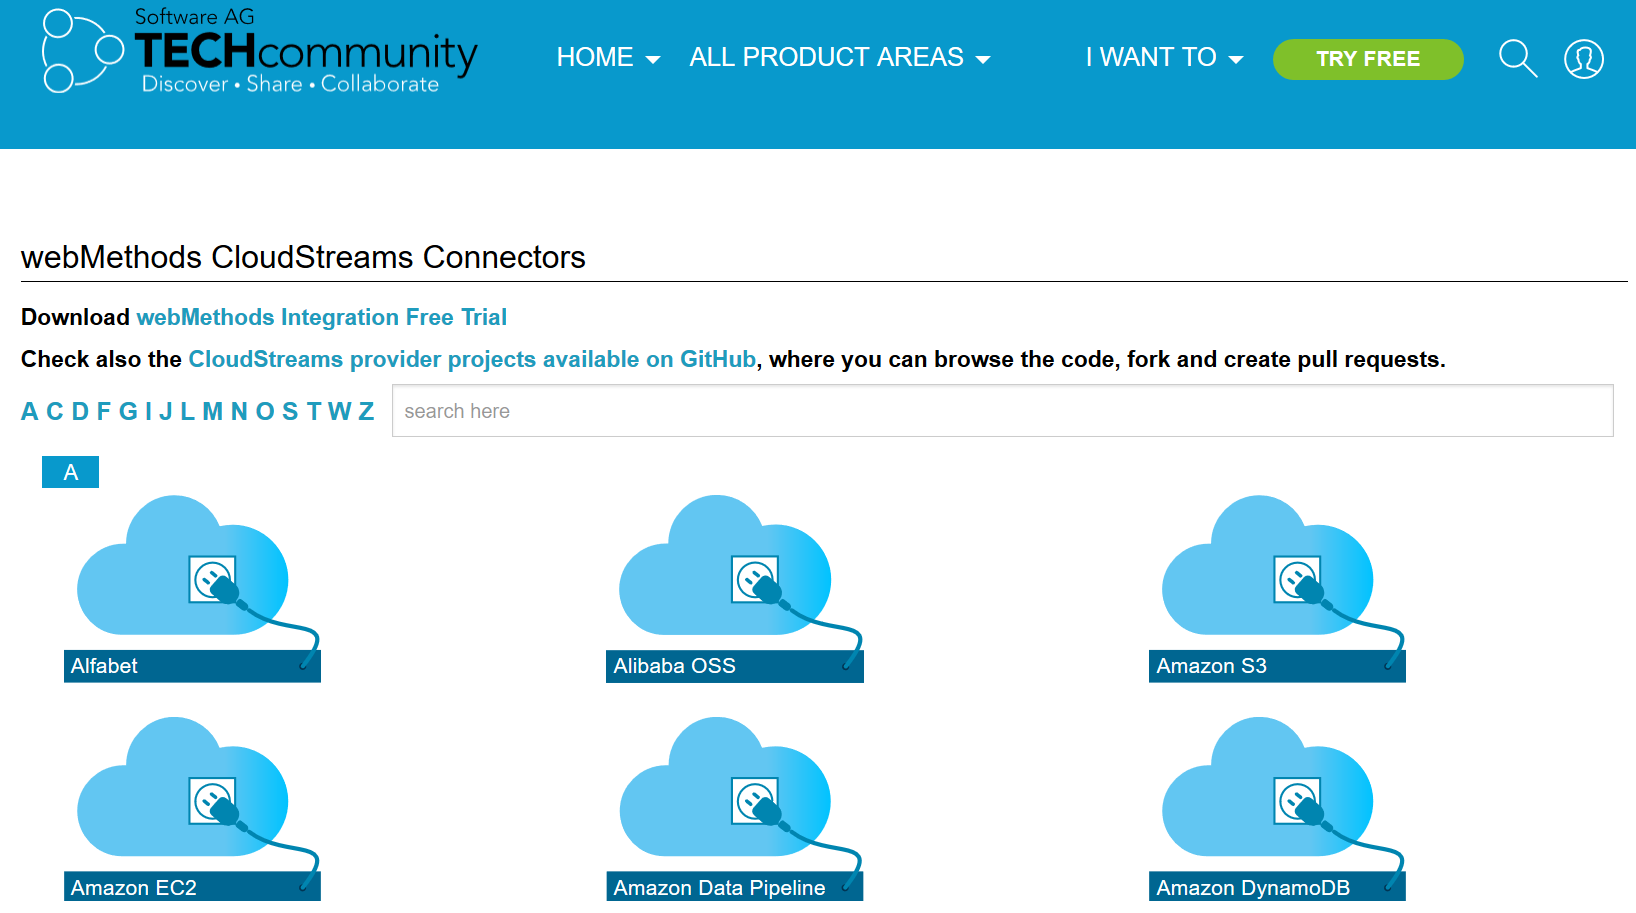 Software AG
TECHcommunity
Discover • Share • Collaborate
HOME
ALL PRODUCT AREAS
I WANT TO
TRY FREE
webMethods CloudStreams Connectors
Download webMethods Integration Free Trial
Check also the CloudStreams provider projects available on GitHub, where you can browse the code, fork and create pull requests.
A C D F G I J L M N O S T W Z
search here
A
Alfabet
Alibaba OSS
Amazon S3
Amazon EC2
Amazon Data Pipeline
Amazon DynamoDB